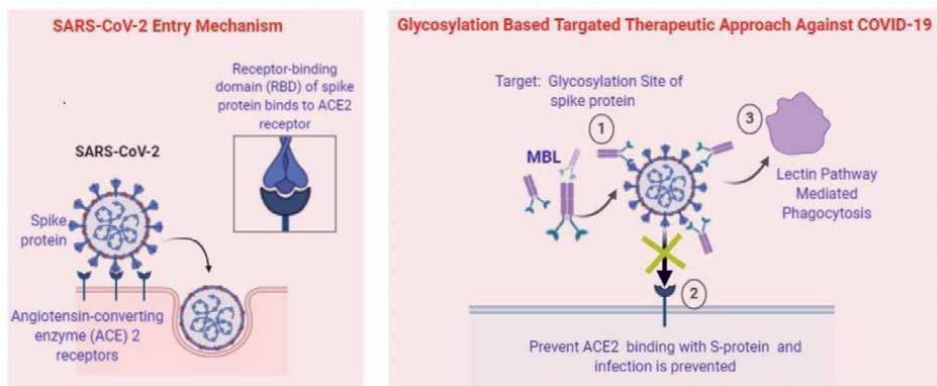 SARS-CoV-2 Entry Mechanism
Receptor-binding
domain (RBD) of spike
protein binds to ACE2
receptor
SARS-CoV-2
Spike
protein
Angiotensin-converting
enzyme (ACE) 2
receptors
Glycosylation Based Targated Therapeutic Approach Against COVID-19
Target: Glycosylation Site of
spike protein
1
MBL
3
Lectin Pathway
Mediated
Phagocytosis
2
Prevent ACE2 binding with S-protein and
infection is prevented